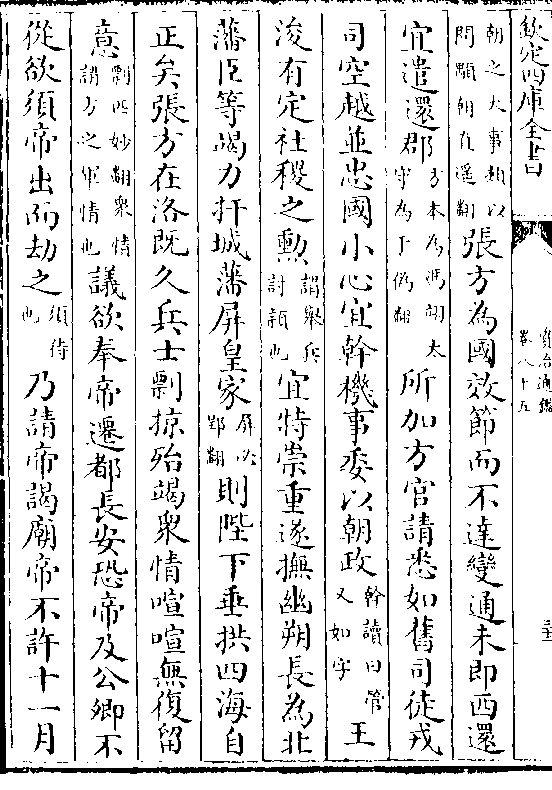 欽定四庫全書
資治通鑑
卷八十五
朝之大事輒以
問顒朝直遥翻
張方為國效節而不達變通未即西還
宜遣還郡
方本為馮翊太
守為于偽翻
所加方官請悉如舊司徒戎
司空越並忠國小心宜幹機事委以朝政
幹讀曰管
又如字
王
浚有定社稷之勲
謂舉兵
討穎也
宜特崇重遂撫幽朔長為北
藩臣等竭力扞城藩屏皇家
屏必
郢翻
則陛下垂拱四海自
正矣張方在洛既久兵士剽掠殆竭衆情喧喧無復留
意
剽匹妙翻衆情
謂方之軍情也
議欲奉帝遷都長安恐帝及公卿不
從欲須帝出而劫之
須待
也
乃請帝謁廟帝不許十一月